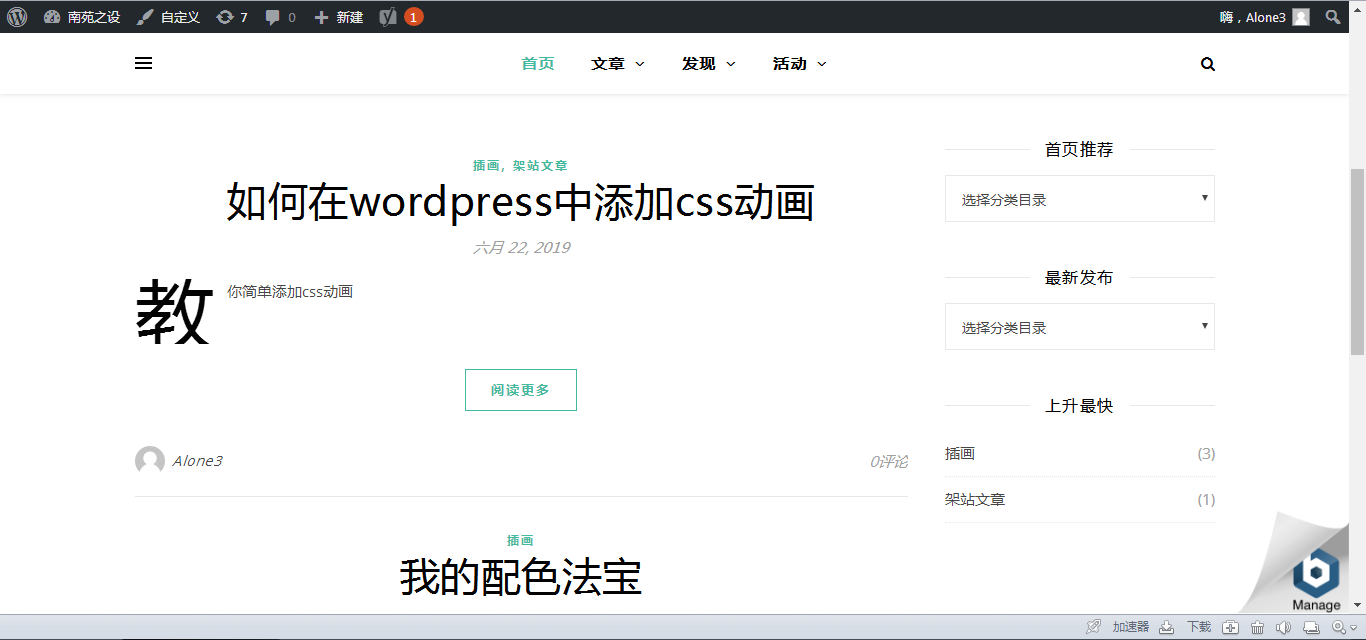 南苑之设 自定义 7 0 新建 1 嗨，Alone3
首页 文章 发现 活动
插画, 架站文章
如何在wordpress中添加css动画
六月 22, 2019
教你简单添加css动画
阅读更多
Alone3 0评论
插画
我的配色法宝
首页推荐
选择分类目录
最新发布
选择分类目录
上升最快
插画 (3)
架站文章 (1)
Manage
加速器 下载